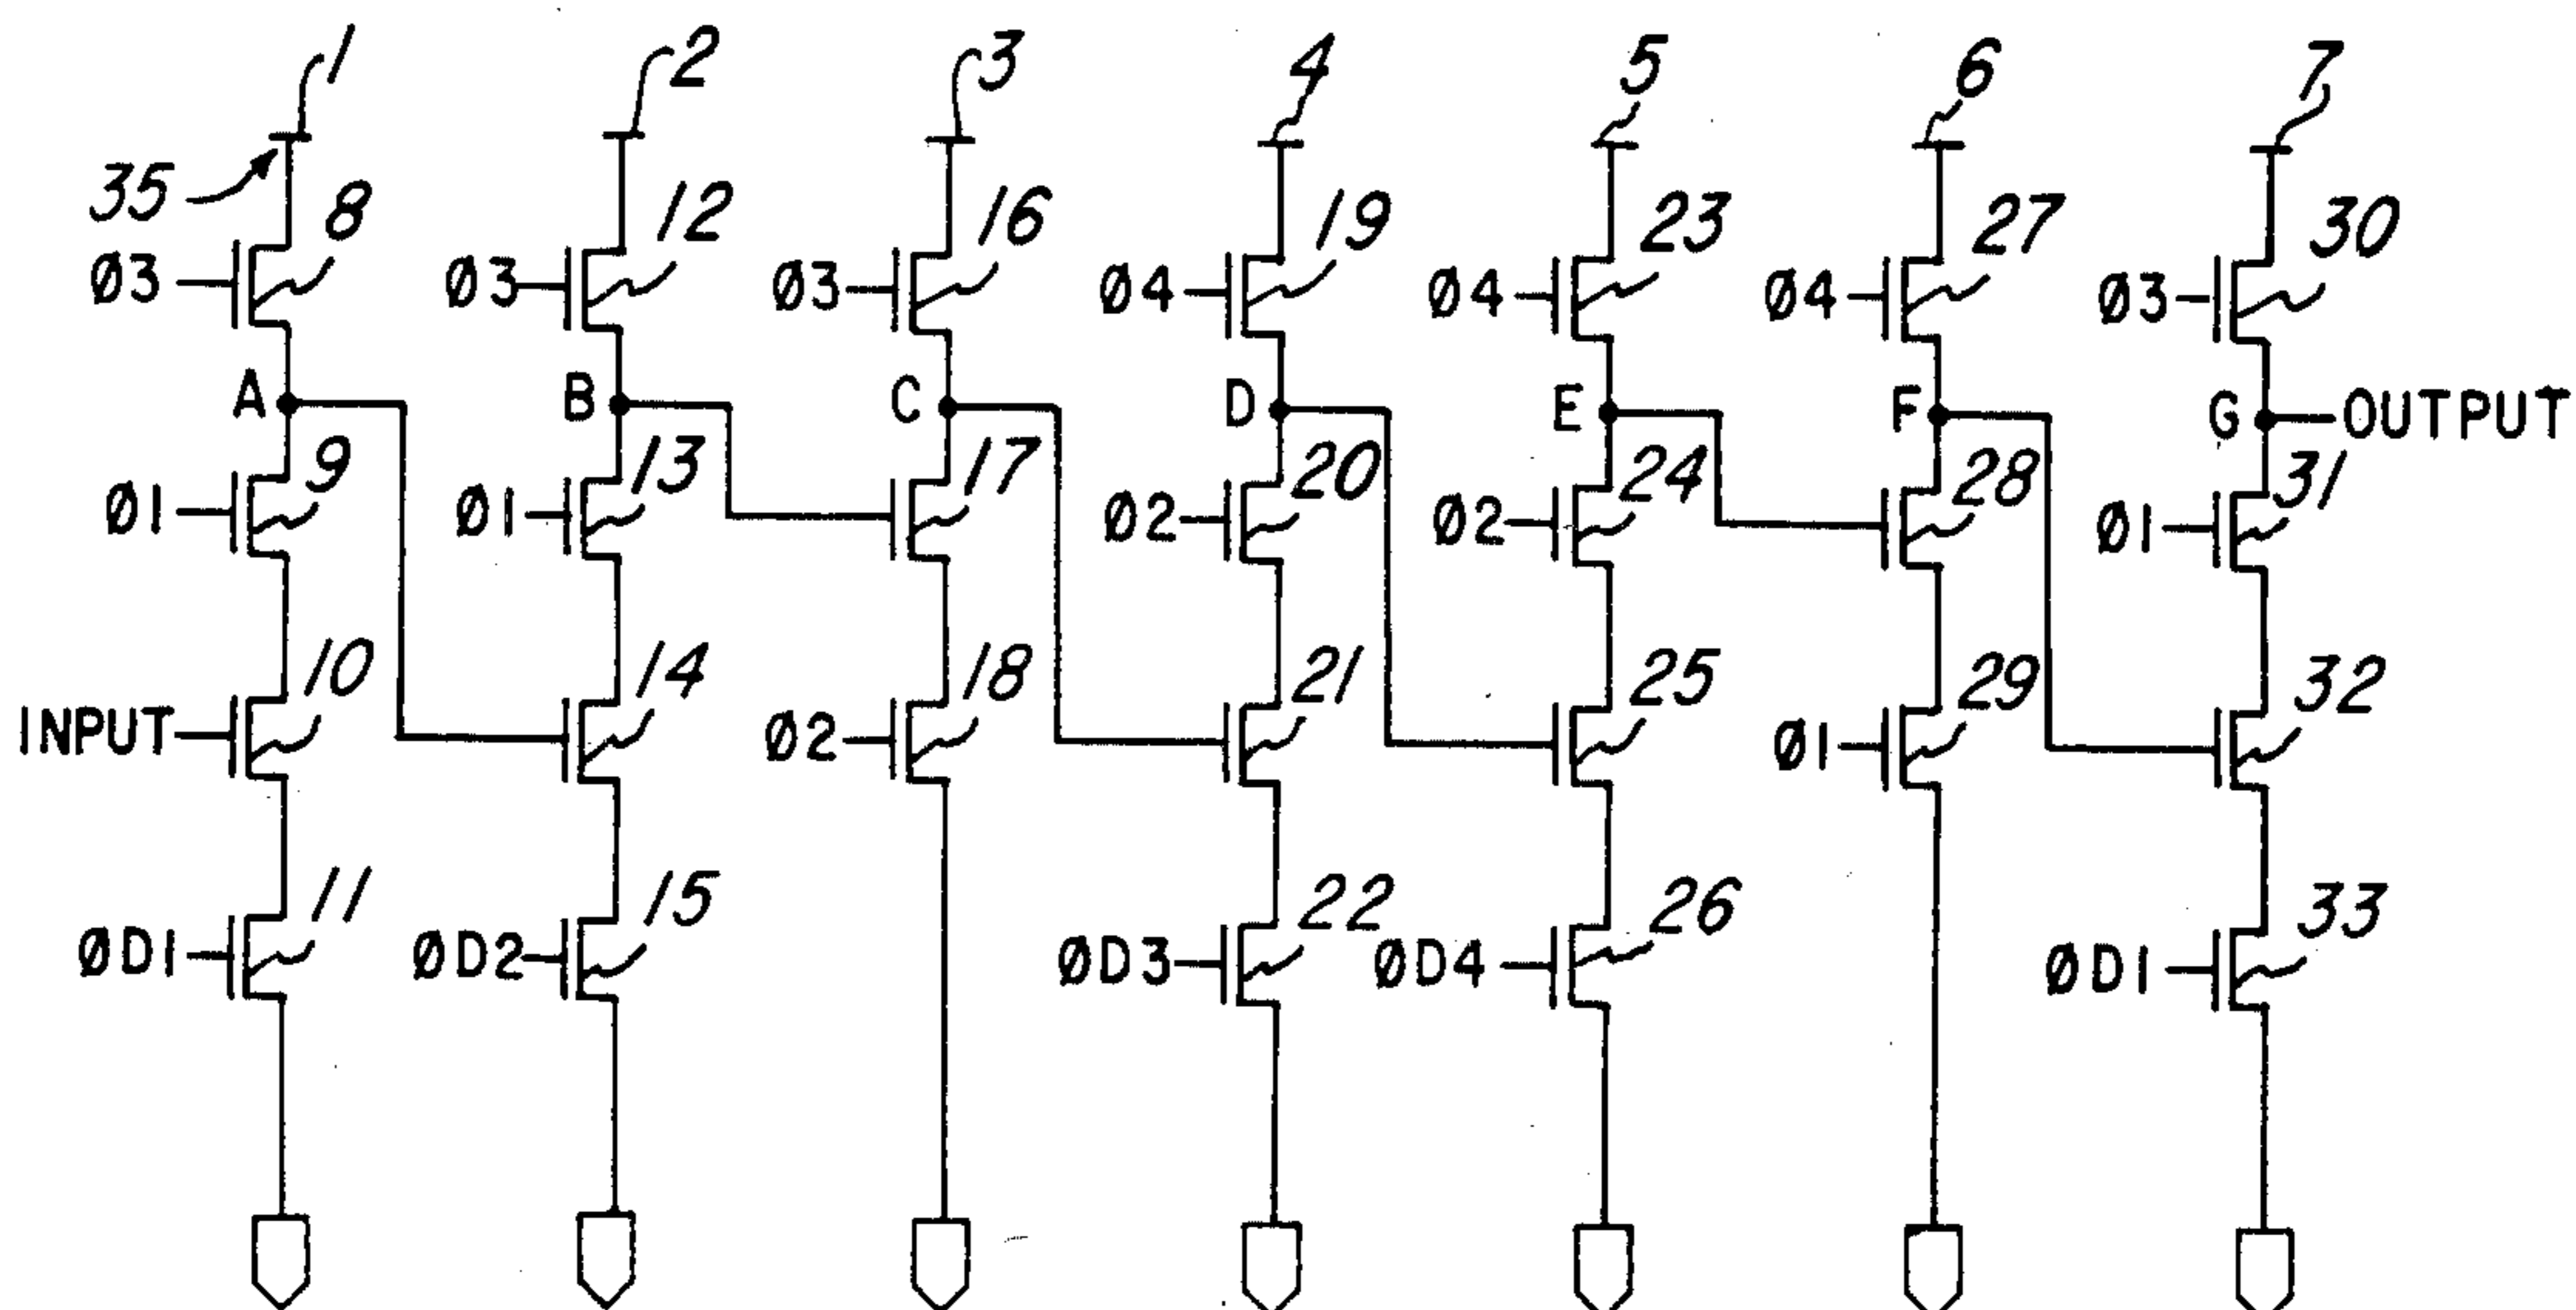 1 2 3 4 5 6 7
35 8 12 16 19 23 27 30
Ø3 Ø3 Ø3 Ø4 Ø4 Ø4 Ø3
A B C D E F G OUTPUT
9 13 17 20 24 28 31
Ø1 Ø1 Ø2 Ø2 Ø1
10 14 18 21 25 29 32
INPUT Ø2 Ø1
11 15 22 26 33
ØD1 ØD2 ØD3 ØD4 ØD1